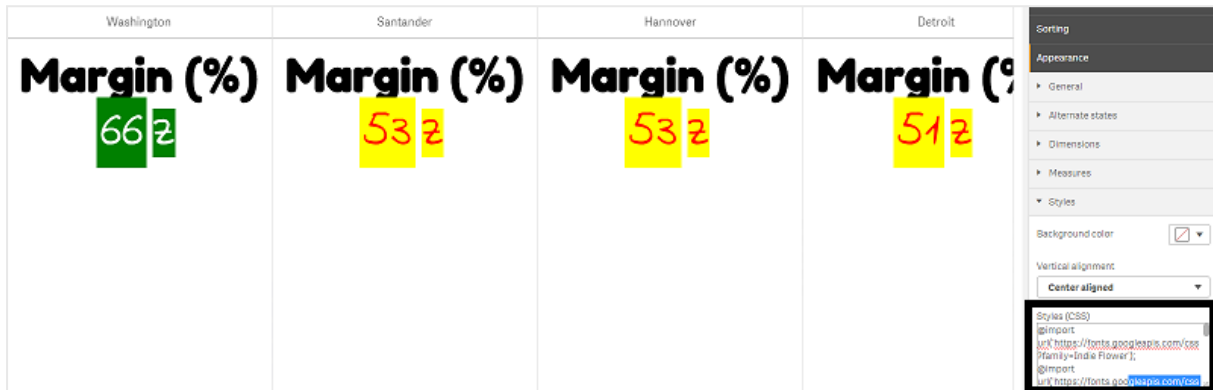 Washington Santander Hannover Detroit
Margin (%) Margin (%) Margin (%) Margin (%
66 z 53 z 53 z 51 z
Sorting
Appearance
General
Alternate states
Dimensions
Measures
Styles
Background color
Vertical alignment
Center aligned
Styles (CSS)
@import
url('https://fonts.googleapis.com/css
?family=Indie Flower');
@import
url('https://fonts.googleapis.com/css